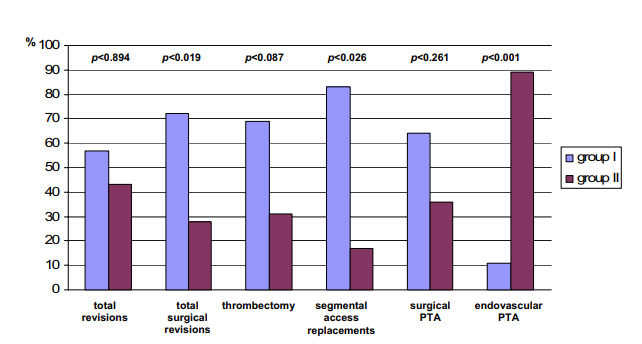 % 100
p<0.894 p<0.019 p<0.087 p<0.026 p<0.261 p<0.001
90
80
70
60
50
40
30
20
10
0
group I
group II
total revisions
total surgical revisions
thrombectomy
segmental access replacements
surgical PTA
endovascular PTA